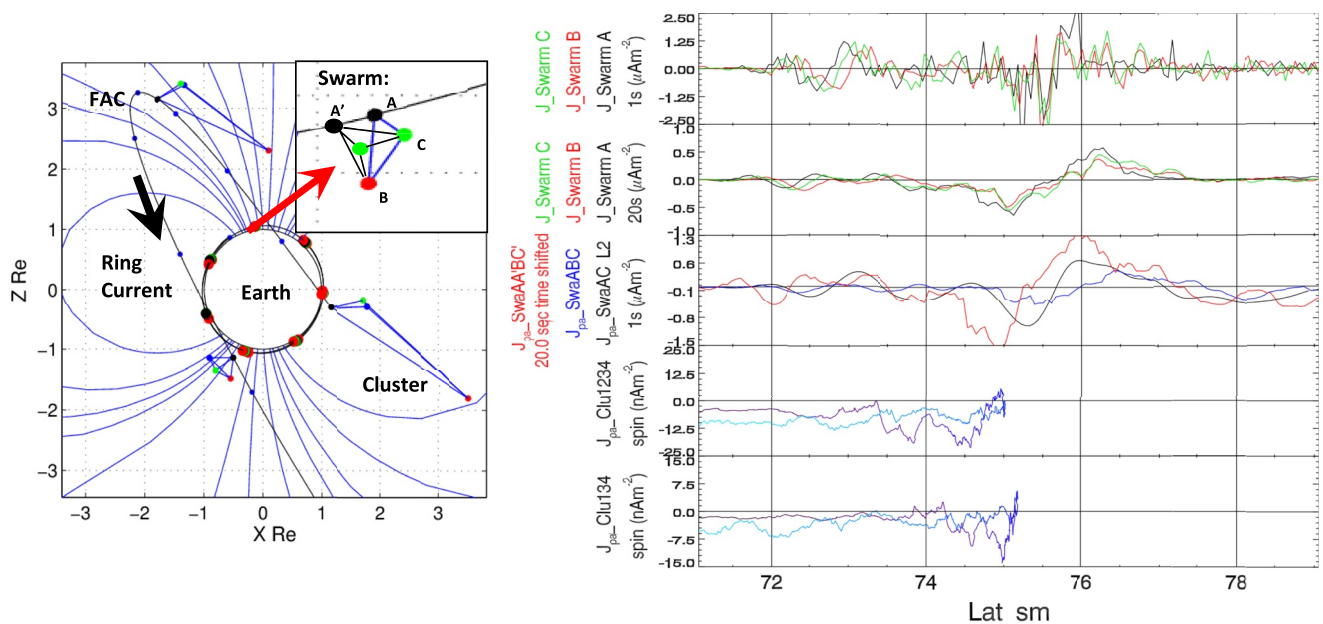 FAC
Ring
Current
Earth
Cluster
Swarm:
A'
A
C
B
Z Re
3
2
1
0
−1
−2
−3
−3
−2
−1
0
1
2
3
X Re
J_Swarm C
J_Swarm B
J_Swarm A
1s (μAm⁻²)
2.50
1.25
0.00
-1.25
-2.50
J_Swarm C
J_Swarm B
J_Swarm A
20s (μAm⁻²)
1.0
0.5
0.0
-0.5
-1.0
J_pa_SwaAA'BC'
20.0 sec time shifted
J_pa_SwaABC
J_pa_SwaAC L2
1s (μAm⁻²)
1.3
0.6
-0.1
-0.8
-1.5
J_pa_Clu1234
spin (nAm⁻²)
25.0
12.5
0.0
-12.5
-25.0
J_pa_Clu134
spin (nAm⁻²)
15.0
7.5
0.0
-7.5
-15.0
72
74
76
78
Lat sm